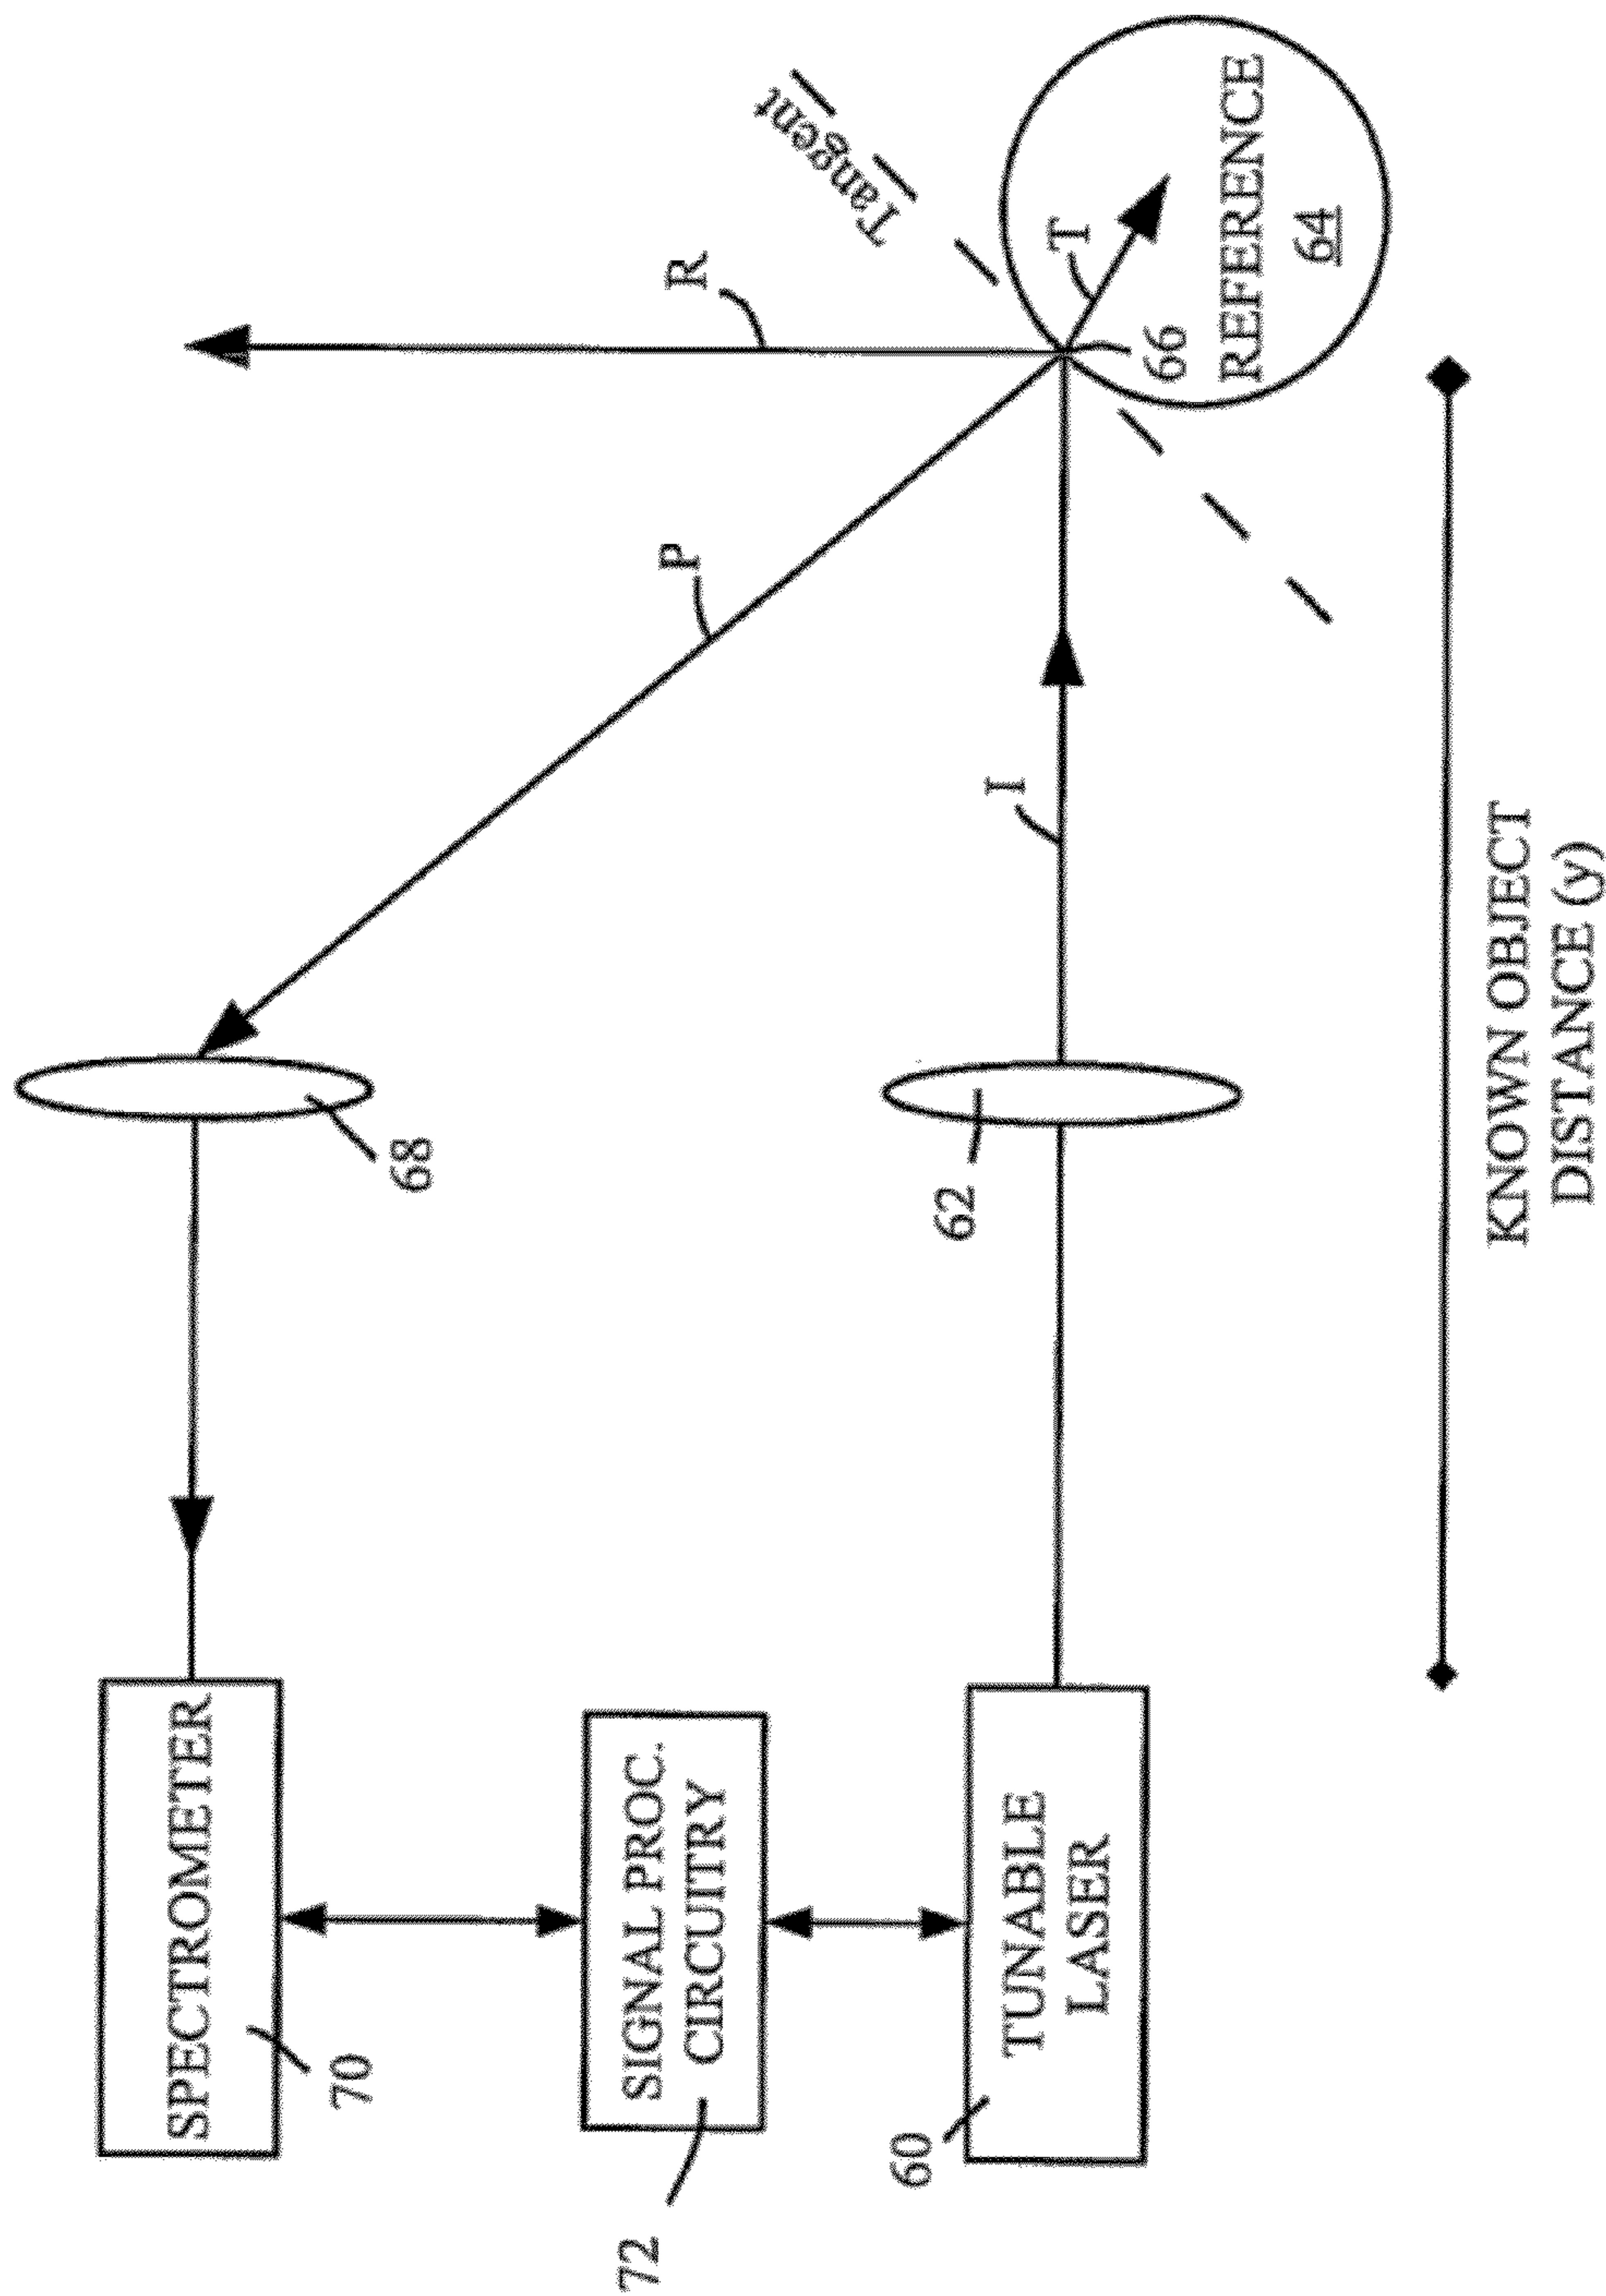 SPECTROMETER
70
68
P
R
Tangent
SIGNAL PROC.
CIRCUITRY
72
62
I
T
66
REFERENCE
64
TUNABLE
LASER
60
KNOWN OBJECT
DISTANCE (y)